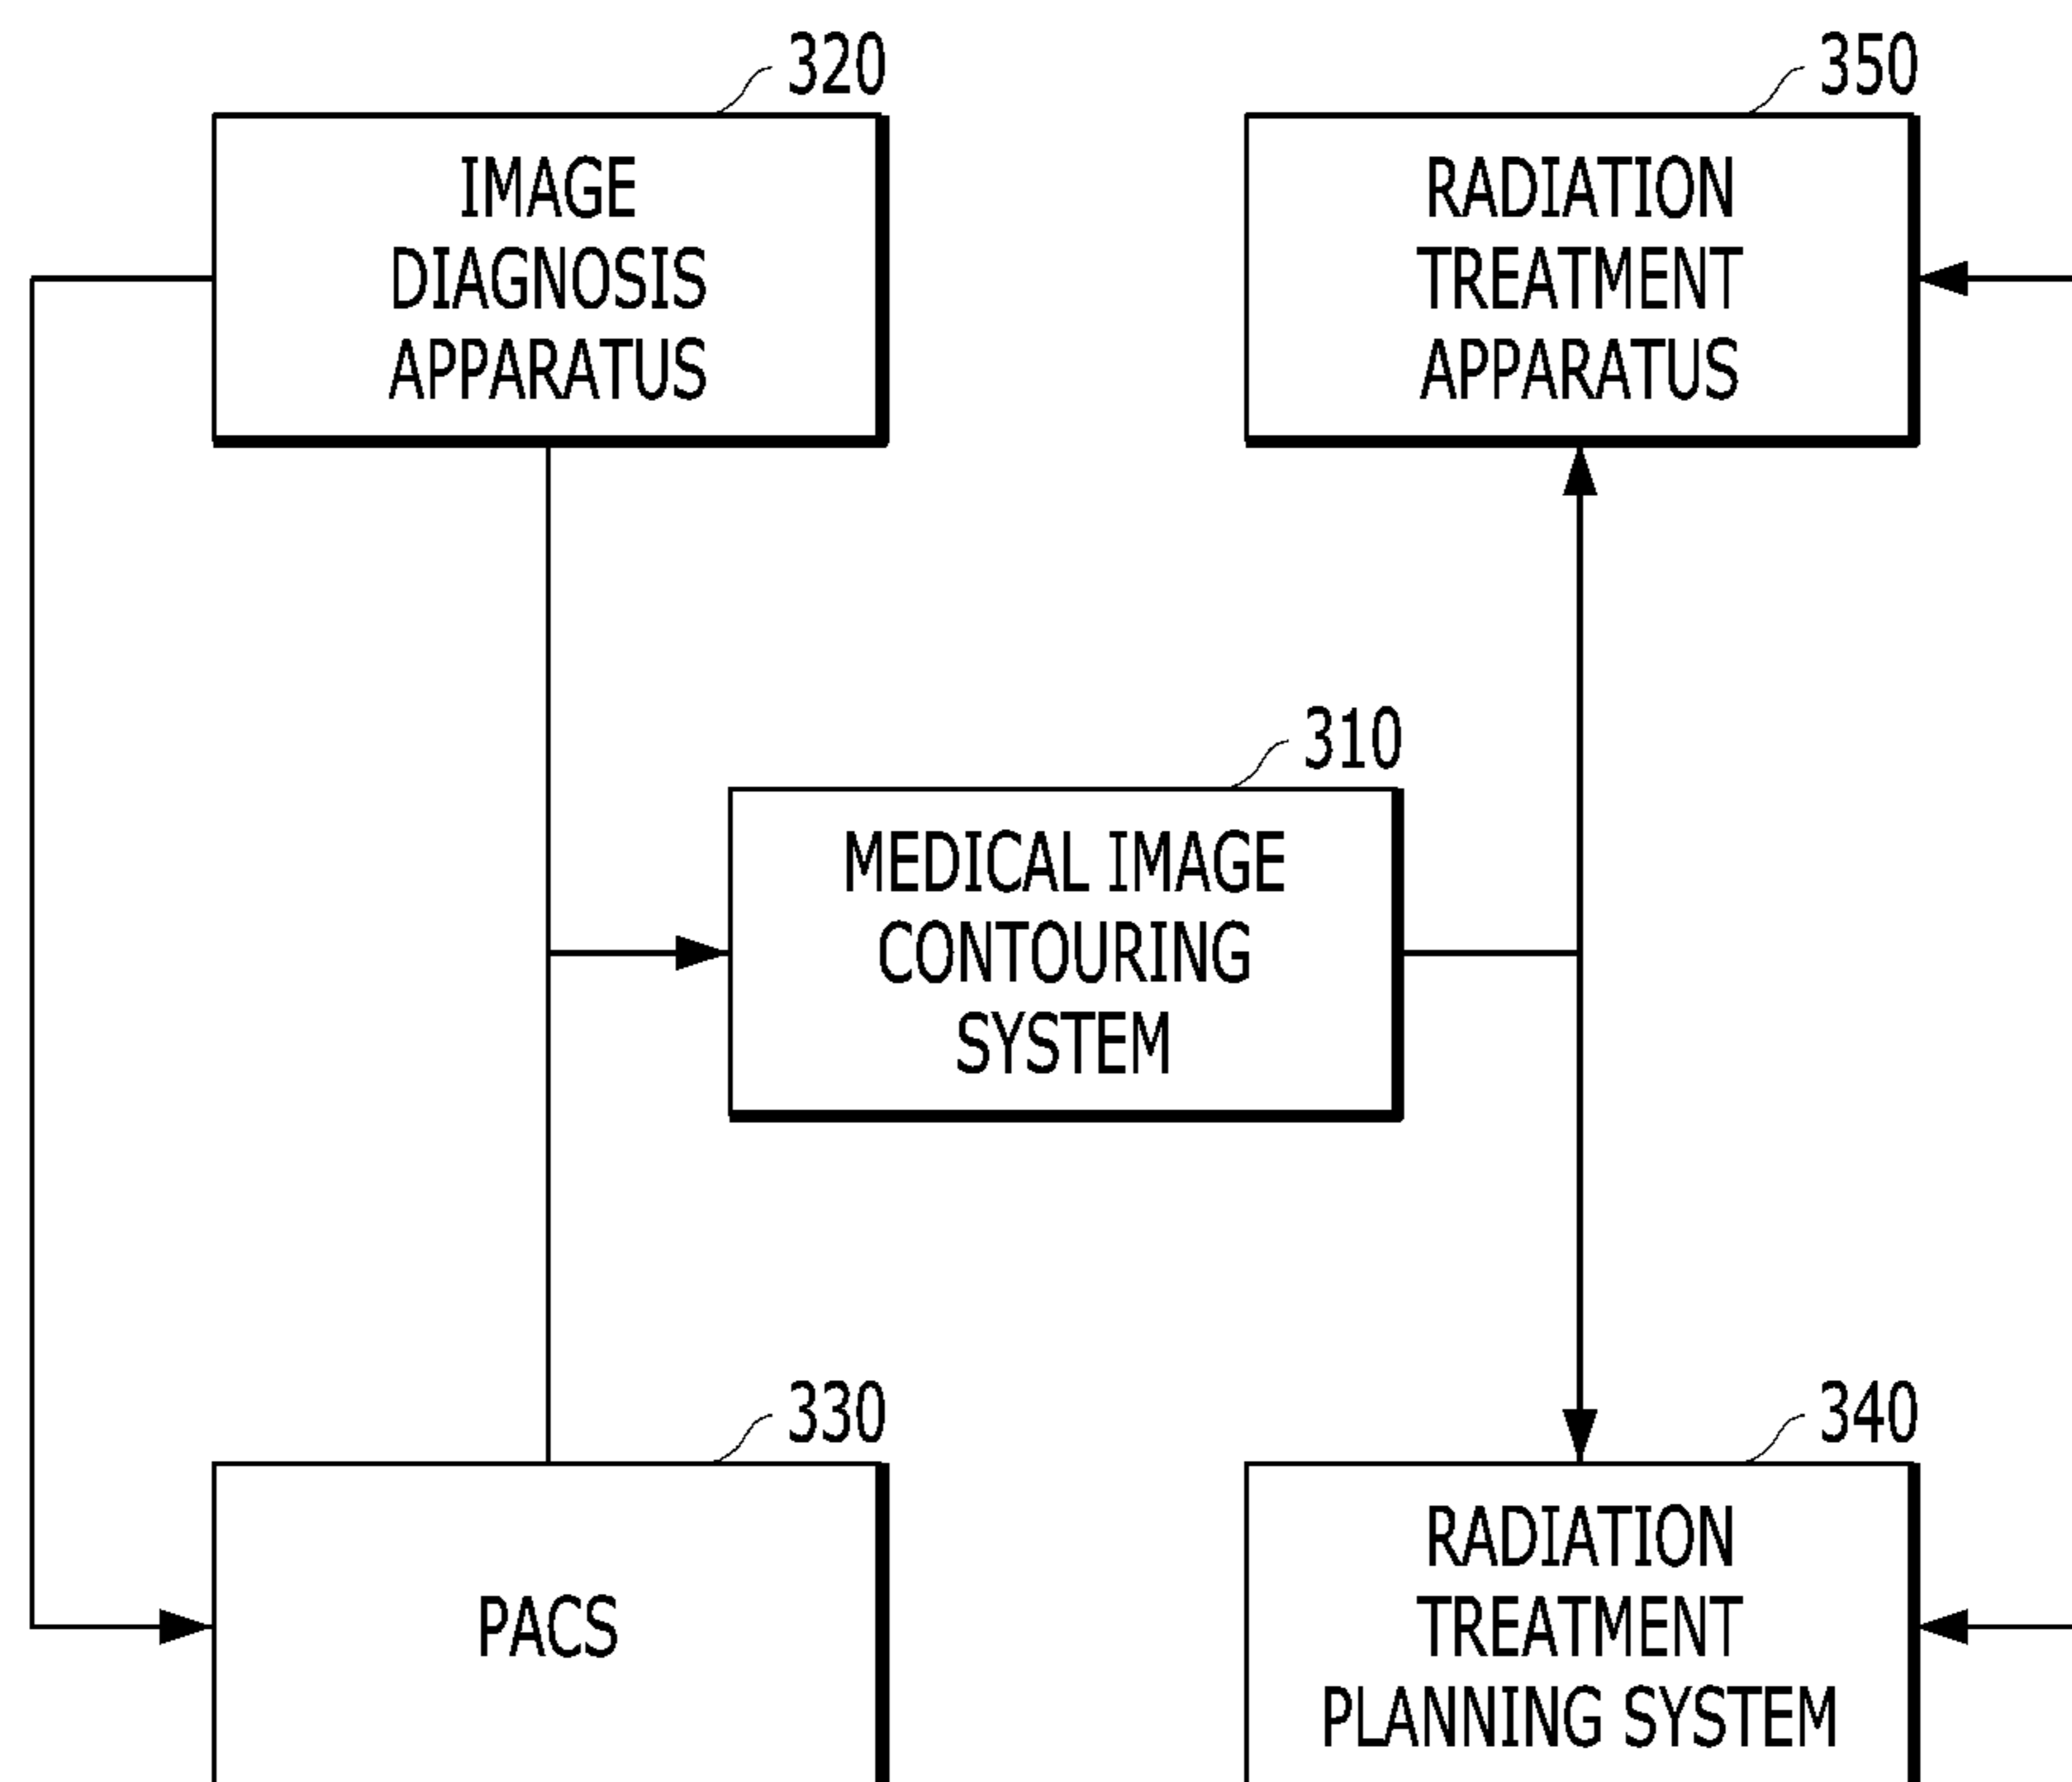 320
IMAGE
DIAGNOSIS
APPARATUS
350
RADIATION
TREATMENT
APPARATUS
310
MEDICAL IMAGE
CONTOURING
SYSTEM
330
PACS
340
RADIATION
TREATMENT
PLANNING SYSTEM